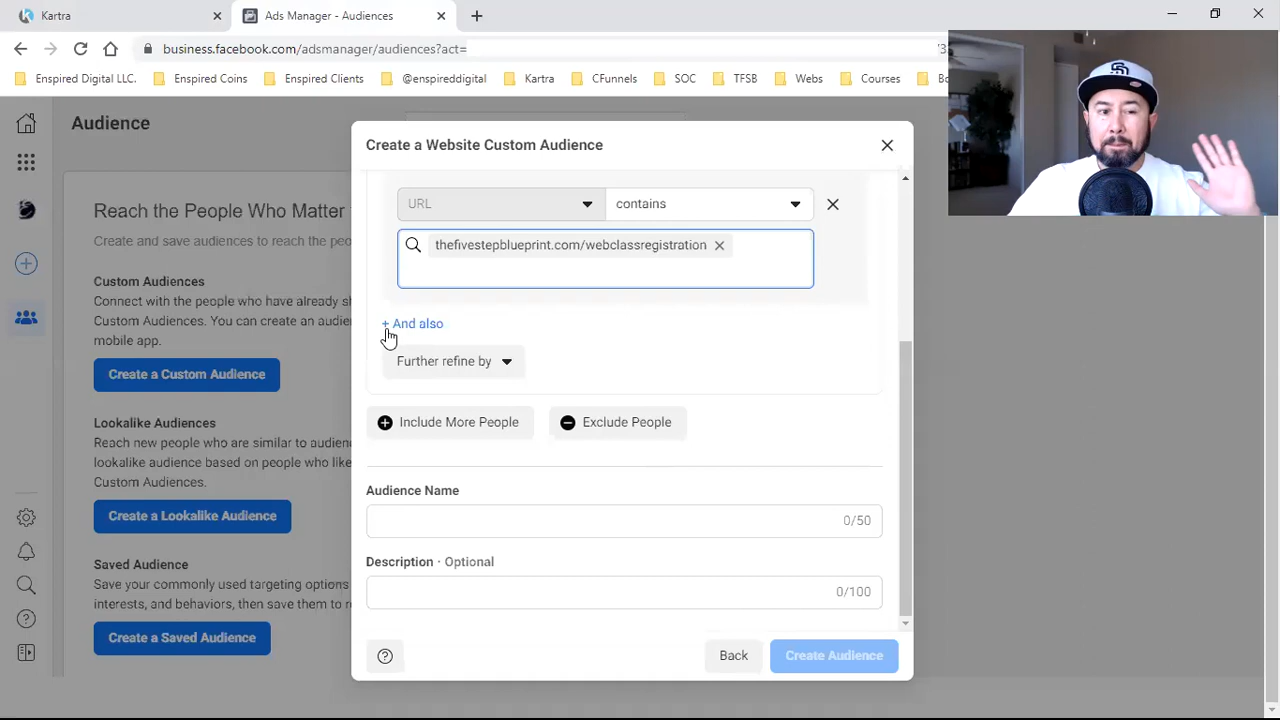 Kartra
Ads Manager - Audiences
business.facebook.com/adsmanager/audiences?act=
Enspired Digital LLC.
Enspired Coins
Enspired Clients
@enspireddigital
Kartra
CFunnels
SOC
TFSB
Webs
Courses
Audience
Reach the People Who Matter
Create and save audiences to reach the
Custom Audiences
Connect with the people who have already sh
Custom Audiences. You can create an audien
mobile app.
Create a Custom Audience
Lookalike Audiences
Reach new people who are similar to audien
lookalike audience based on people who like
Custom Audiences.
Create a Lookalike Audience
Saved Audience
Save your commonly used targeting options
interests, and behaviors, then save them to r
Create a Saved Audience
Create a Website Custom Audience
URL
contains
thefivestepblueprint.com/webclassregistration
+ And also
Further refine by
Include More People
Exclude People
Audience Name
0/50
Description · Optional
0/100
Back
Create Audience